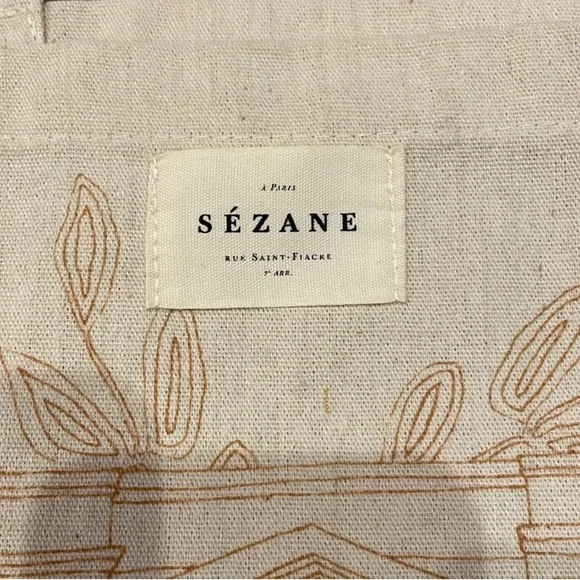 À PARIS
SÉZANE
RUE SAINT-FIACRE
2ᵉ ARR.